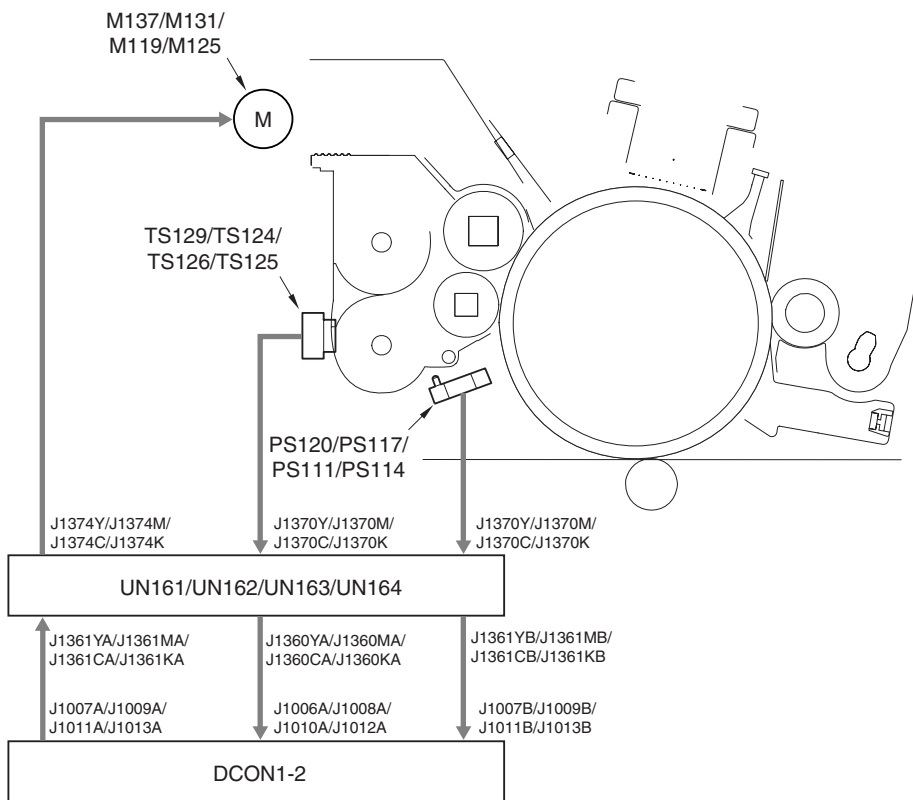 M137/M131/
M119/M125
M
TS129/TS124/
TS126/TS125
PS120/PS117/
PS111/PS114
J1374Y/J1374M/
J1374C/J1374K
J1370Y/J1370M/
J1370C/J1370K
J1370Y/J1370M/
J1370C/J1370K
UN161/UN162/UN163/UN164
J1361YA/J1361MA/
J1361CA/J1361KA
J1360YA/J1360MA/
J1360CA/J1360KA
J1361YB/J1361MB/
J1361CB/J1361KB
J1007A/J1009A/
J1011A/J1013A
J1006A/J1008A/
J1010A/J1012A
J1007B/J1009B/
J1011B/J1013B
DCON1-2